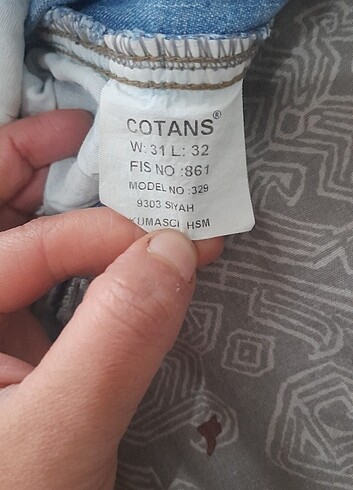 COTANS®
W: 31 L: 32
FIS NO :861
MODEL NO :329
9303 SIYAH
KUMASCI HSM